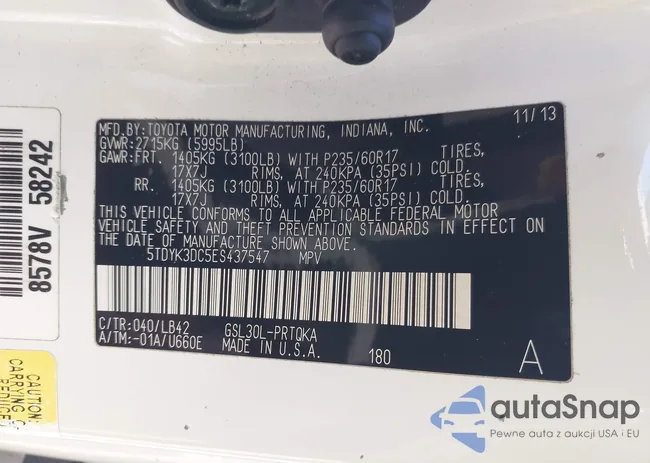 11/13
MFD.BY:TOYOTA MOTOR MANUFACTURING, INDIANA, INC.
GVWR:2715KG (5995LB)
GAWR:FRT. 1405KG (3100LB) WITH P235/60R17 TIRES,
17X7J RIMS, AT 240KPA (35PSI) COLD.
RR. 1405KG (3100LB) WITH P235/60R17 TIRES,
17X7J RIMS, AT 240KPA (35PSI) COLD.
THIS VEHICLE CONFORMS TO ALL APPLICABLE FEDERAL MOTOR
VEHICLE SAFETY AND THEFT PREVENTION STANDARDS IN EFFECT ON
THE DATE OF MANUFACTURE SHOWN ABOVE.
5TDYK3DC5ES437547 MPV
C/TR:040/LB42 GSL30L-PRTQKA
A/TM:-01A/U660E MADE IN U.S.A. 180 A
8578V 58242
CAUTION:
CARRYING C
REDUCE
autaSnap
Pewne auta z aukcji USA i EU